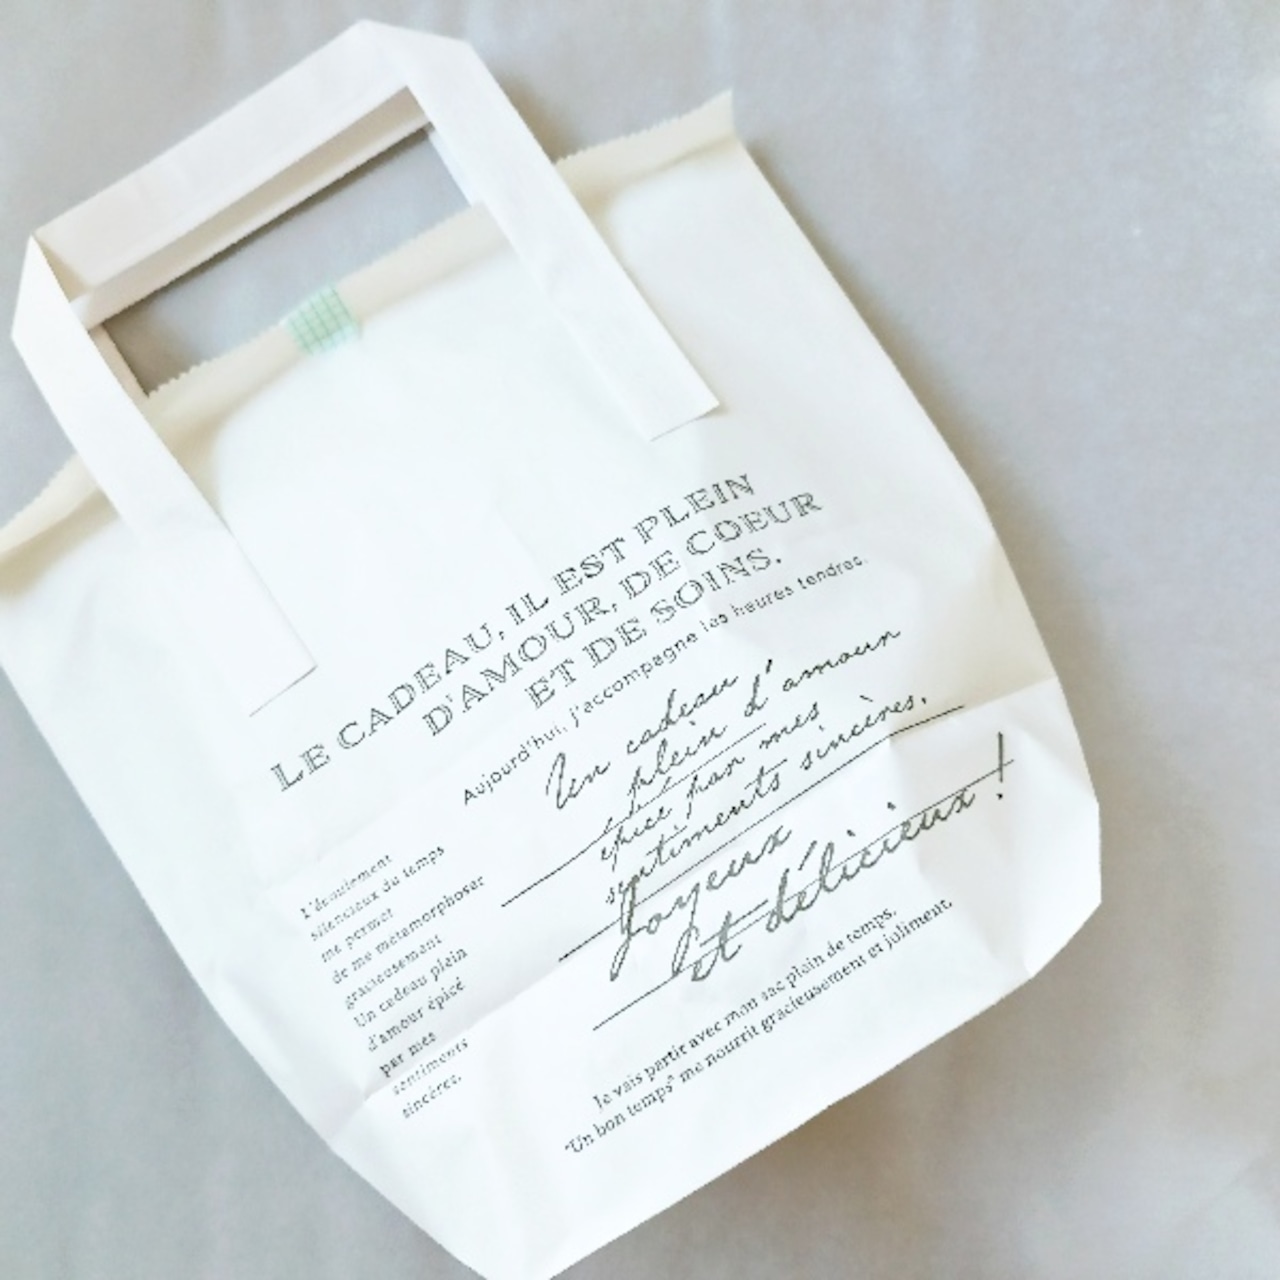 LE CADEAU, IL EST PLEIN
D'AMOUR, DE COEUR
ET DE SOINS.
Aujourd'hui, j'accompagne les heures tendres.
Un cadeau
plein d'amour
épicé par mes
sentiments sincères.
Joyeux
et délicieux!
L'écoulement
silencieux du temps
me permet
de me métamorphoser
gracieusement
Un cadeau plein
d'amour épicé
par mes
sentiments
sincères.
Je vais partir avec mon sac plain de temps.
"Un bon temps" me nourrit gracieusement et joliment.